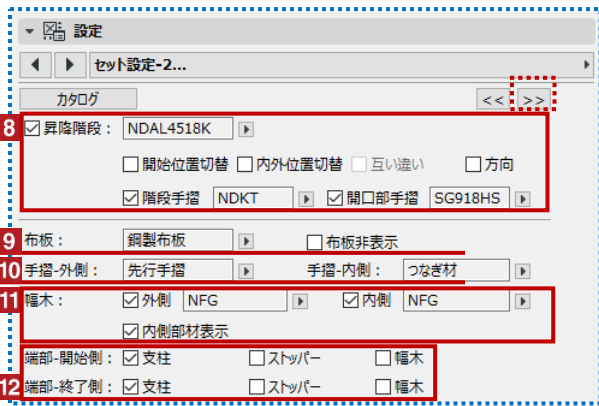 設定
セット設定-2...
カタログ << >>
8 昇降階段： NDAL4518K
開始位置切替 内外位置切替 互い違い 方向
階段手摺 NDKT 開口部手摺 SG918HS
9 布板： 鋼製布板 布板非表示
10 手摺-外側： 先行手摺 手摺-内側： つなぎ材
11 幅木： 外側 NFG 内側 NFG
内側部材表示
端部-開始側： 支柱 ストッパー 幅木
12 端部-終了側： 支柱 ストッパー 幅木